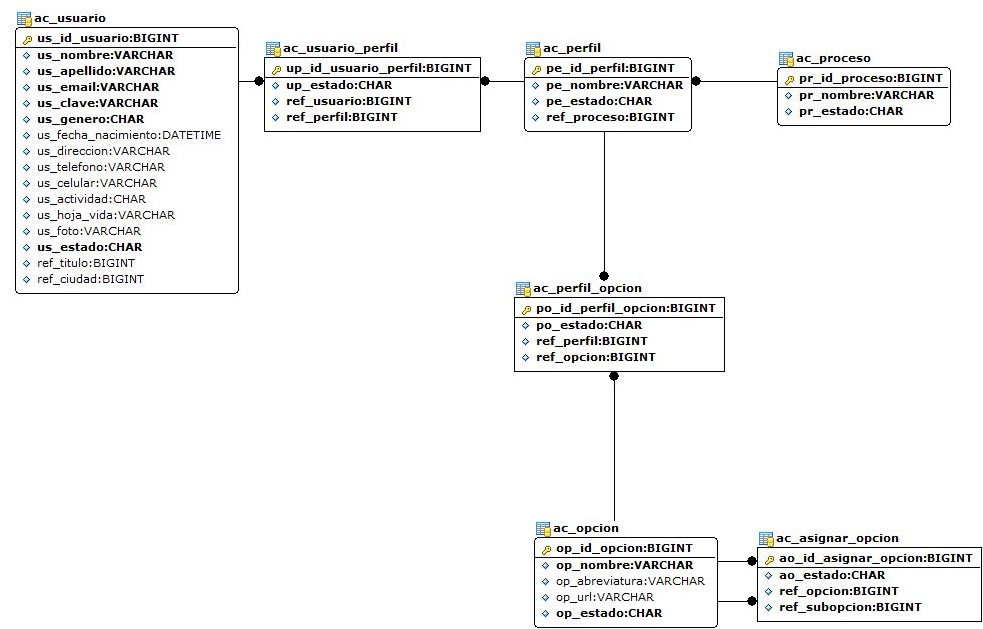 ac_usuario
us_id_usuario:BIGINT
us_nombre:VARCHAR
us_apellido:VARCHAR
us_email:VARCHAR
us_clave:VARCHAR
us_genero:CHAR
us_fecha_nacimiento:DATETIME
us_direccion:VARCHAR
us_telefono:VARCHAR
us_celular:VARCHAR
us_actividad:CHAR
us_hoja_vida:VARCHAR
us_foto:VARCHAR
us_estado:CHAR
ref_titulo:BIGINT
ref_ciudad:BIGINT
ac_usuario_perfil
up_id_usuario_perfil:BIGINT
up_estado:CHAR
ref_usuario:BIGINT
ref_perfil:BIGINT
ac_perfil
pe_id_perfil:BIGINT
pe_nombre:VARCHAR
pe_estado:CHAR
ref_proceso:BIGINT
ac_proceso
pr_id_proceso:BIGINT
pr_nombre:VARCHAR
pr_estado:CHAR
ac_perfil_opcion
po_id_perfil_opcion:BIGINT
po_estado:CHAR
ref_perfil:BIGINT
ref_opcion:BIGINT
ac_opcion
op_id_opcion:BIGINT
op_nombre:VARCHAR
op_abreviatura:VARCHAR
op_url:VARCHAR
op_estado:CHAR
ac_asignar_opcion
ao_id_asignar_opcion:BIGINT
ao_estado:CHAR
ref_opcion:BIGINT
ref_subopcion:BIGINT